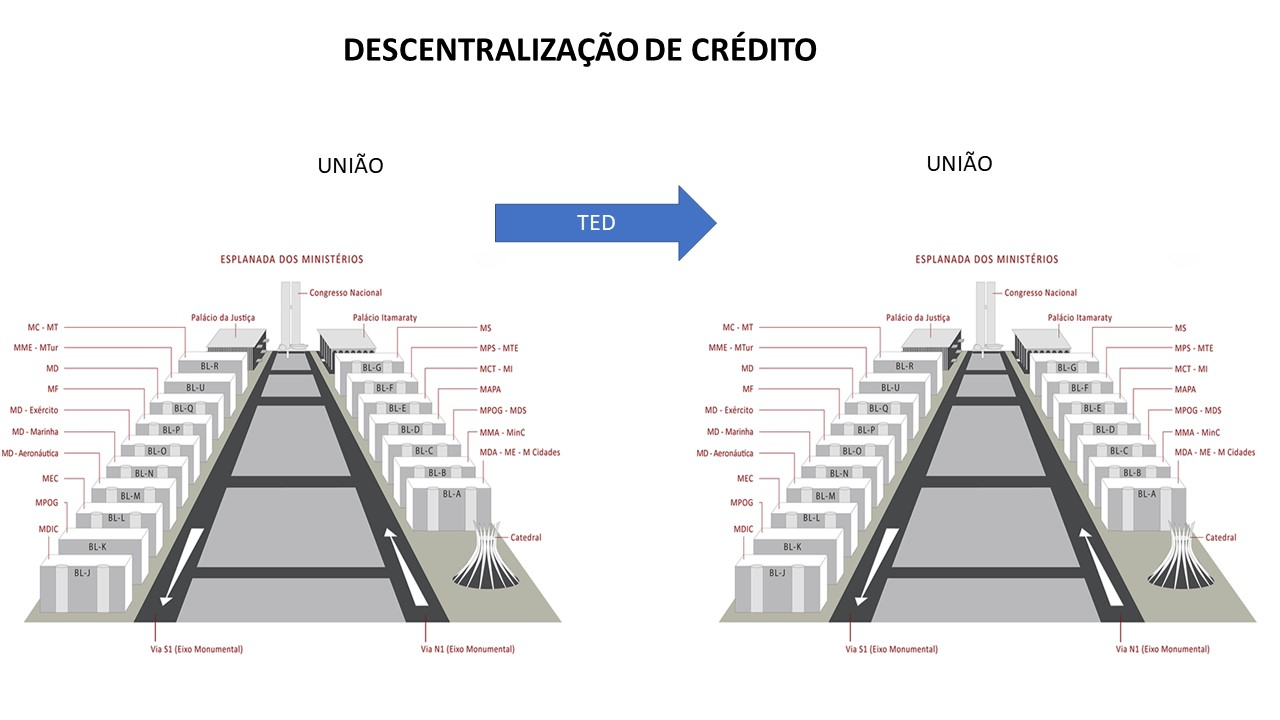 DESCENTRALIZAÇÃO DE CRÉDITO
UNIÃO
UNIÃO
TED
ESPLANADA DOS MINISTÉRIOS
Congresso Nacional
Palácio da Justiça
Palácio Itamaraty
MC - MT
MS
MME - MTur
MPS - MTE
MD
MCT - MI
MF
MAPA
MD - Exército
MPOG - MDS
MD - Marinha
MMA - MinC
MD - Aeronáutica
MDA - ME - M Cidades
MEC
MPOG
MDIC
Catedral
BL-R
BL-U
BL-Q
BL-P
BL-O
BL-N
BL-M
BL-L
BL-K
BL-J
BL-G
BL-F
BL-E
BL-D
BL-C
BL-B
BL-A
Via S1 (Eixo Monumental)
Via N1 (Eixo Monumental)
ESPLANADA DOS MINISTÉRIOS
Congresso Nacional
Palácio da Justiça
Palácio Itamaraty
MC - MT
MS
MME - MTur
MPS - MTE
MD
MCT - MI
MF
MAPA
MD - Exército
MPOG - MDS
MD - Marinha
MMA - MinC
MD - Aeronáutica
MDA - ME - M Cidades
MEC
MPOG
MDIC
Catedral
BL-R
BL-U
BL-Q
BL-P
BL-O
BL-N
BL-M
BL-L
BL-K
BL-J
BL-G
BL-F
BL-E
BL-D
BL-C
BL-B
BL-A
Via S1 (Eixo Monumental)
Via N1 (Eixo Monumental)